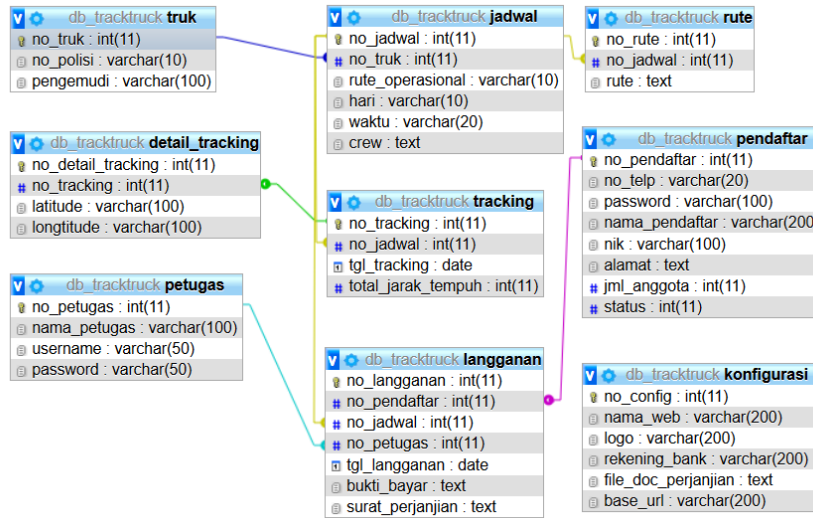 db_tracktruck truk
no_truk : int(11)
no_polisi : varchar(10)
pengemudi : varchar(100)
db_tracktruck jadwal
no_jadwal : int(11)
no_truk : int(11)
rute_operasional : varchar(10)
hari : varchar(10)
waktu : varchar(20)
crew : text
db_tracktruck rute
no_rute : int(11)
no_jadwal : int(11)
rute : text
db_tracktruck detail_tracking
no_detail_tracking : int(11)
no_tracking : int(11)
latitude : varchar(100)
longtitude : varchar(100)
db_tracktruck tracking
no_tracking : int(11)
no_jadwal : int(11)
tgl_tracking : date
total_jarak_tempuh : int(11)
db_tracktruck pendaftar
no_pendaftar : int(11)
no_telp : varchar(20)
password : varchar(100)
nama_pendaftar : varchar(200
nik : varchar(100)
alamat : text
jml_anggota : int(11)
status : int(11)
db_tracktruck petugas
no_petugas : int(11)
nama_petugas : varchar(100)
username : varchar(50)
password : varchar(50)
db_tracktruck langganan
no_langganan : int(11)
no_pendaftar : int(11)
no_jadwal : int(11)
no_petugas : int(11)
tgl_langganan : date
bukti_bayar : text
surat_perjanjian : text
db_tracktruck konfigurasi
no_config : int(11)
nama_web : varchar(200)
logo : varchar(200)
rekening_bank : varchar(200)
file_doc_perjanjian : text
base_url : varchar(200)